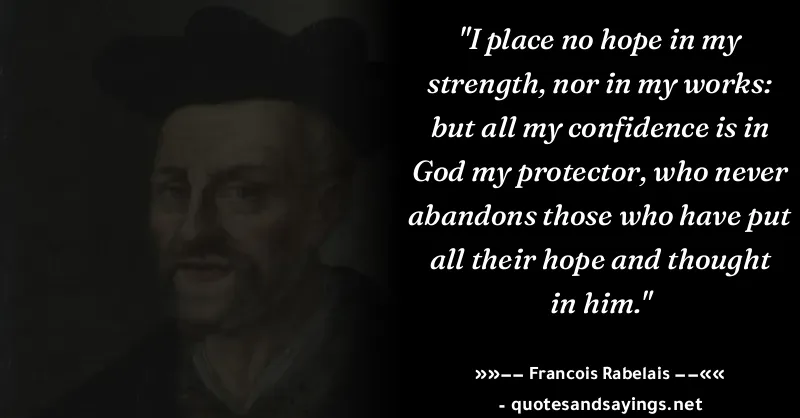 "I place no hope in my
strength, nor in my works:
but all my confidence is in
God my protector, who never
abandons those who have put
all their hope and thought
in him."
»»−− Francois Rabelais −−««
- quotesandsayings.net